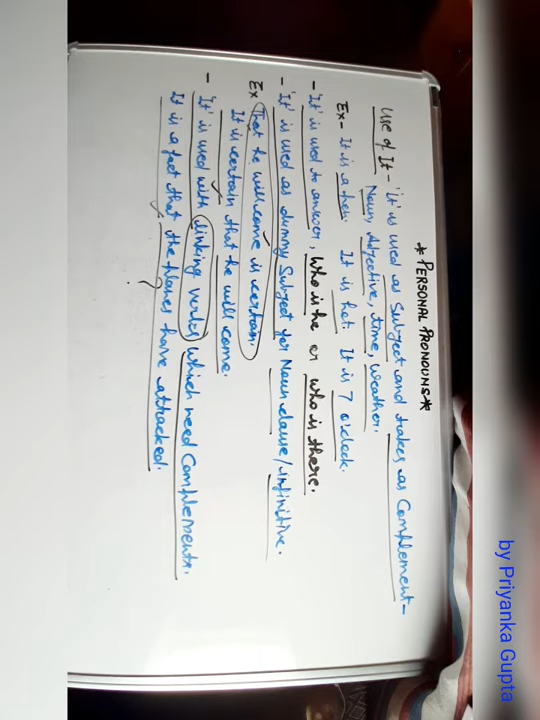 * PERSONAL PRONOUNS *
Use of It - 'It' is used as Subject and takes as Complement -
Noun, Adjective, time, weather.
Ex - It is a pen. It is hot. It is 7 o'clock.
- 'It' is used to answer, Who is he or who is there.
- 'It' is used as dummy Subject for Noun clause/infinitive.
Ex That he will come is certain.
It is certain that he will come.
- 'It' is used with linking verbs which need Complements.
It is a fact that the planes have attacked.
?
by Priyanka Gupta